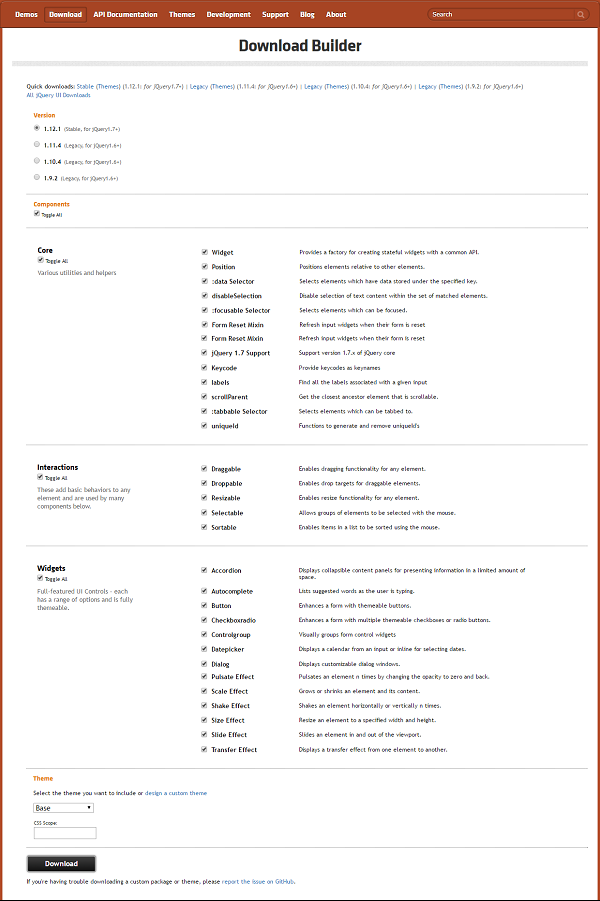 Demos Download API Documentation Themes Development Support Blog About Search
Download Builder
Quick downloads: Stable (Themes) (1.12.1: for jQuery1.7+) | Legacy (Themes) (1.11.4: for jQuery1.6+) | Legacy (Themes) (1.10.4: for jQuery1.6+) | Legacy (Themes) (1.9.2: for jQuery1.6+)
All jQuery UI Downloads
Version
1.12.1 (Stable, for jQuery1.7+)
1.11.4 (Legacy, for jQuery1.6+)
1.10.4 (Legacy, for jQuery1.6+)
1.9.2 (Legacy, for jQuery1.6+)
Components
Toggle All
Core
Toggle All
Various utilities and helpers
Widget Provides a factory for creating stateful widgets with a common API.
Position Positions elements relative to other elements.
:data Selector Selects elements which have data stored under the specified key.
disableSelection Disable selection of text content within the set of matched elements.
:focusable Selector Selects elements which can be focused.
Form Reset Mixin Refresh input widgets when their form is reset
Form Reset Mixin Refresh input widgets when their form is reset
jQuery 1.7 Support Support version 1.7.x of jQuery core
Keycode Provide keycodes as keynames
labels Find all the labels associated with a given input
scrollParent Get the closest ancestor element that is scrollable.
:tabbable Selector Selects elements which can be tabbed to.
uniqueId Functions to generate and remove uniqueId's
Interactions
Toggle All
These add basic behaviors to any
element and are used by many
components below.
Draggable Enables dragging functionality for any element.
Droppable Enables drop targets for draggable elements.
Resizable Enables resize functionality for any element.
Selectable Allows groups of elements to be selected with the mouse.
Sortable Enables items in a list to be sorted using the mouse.
Widgets
Toggle All
Full-featured UI Controls - each
has a range of options and is fully
themeable.
Accordion Displays collapsible content panels for presenting information in a limited amount of
space.
Autocomplete Lists suggested words as the user is typing.
Button Enhances a form with themeable buttons.
Checkboxradio Enhances a form with multiple themeable checkboxes or radio buttons.
Controlgroup Visually groups form control widgets
Datepicker Displays a calendar from an input or inline for selecting dates.
Dialog Displays customizable dialog windows.
Pulsate Effect Pulsates an element n times by changing the opacity to zero and back.
Scale Effect Grows or shrinks an element and its content.
Shake Effect Shakes an element horizontally or vertically n times.
Size Effect Resize an element to a specified width and height.
Slide Effect Slides an element in and out of the viewport.
Transfer Effect Displays a transfer effect from one element to another.
Theme
Select the theme you want to include or design a custom theme
Base
CSS Scope:
Download
If you're having trouble downloading a custom package or theme, please report the issue on GitHub.